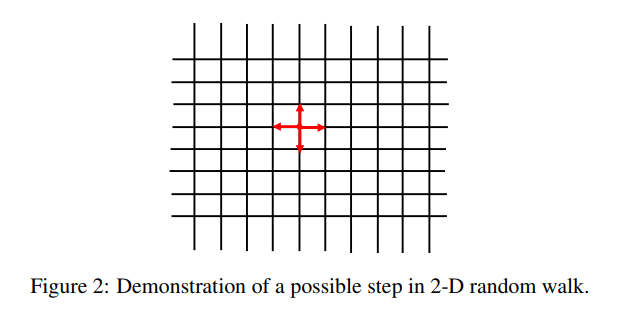 Figure 2: Demonstration of a possible step in 2-D random walk.